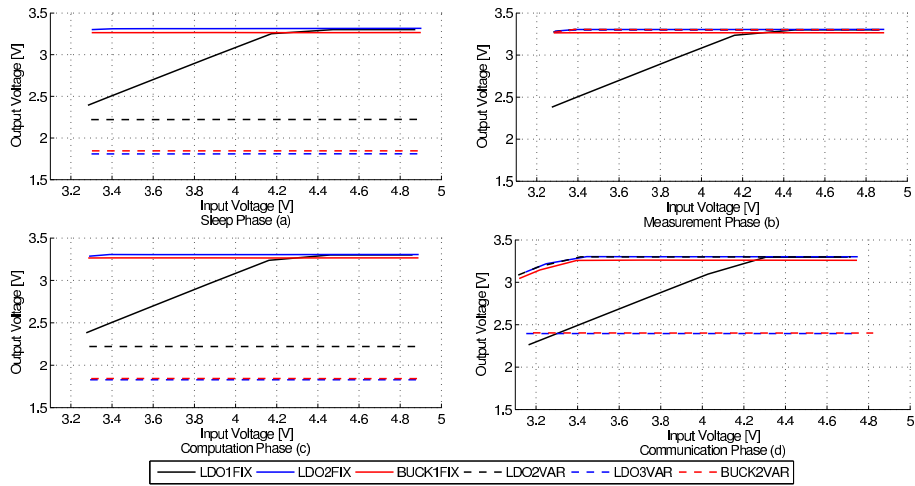 3.5
3
2.5
2
1.5
Output Voltage [V]
3.2 3.4 3.6 3.8 4 4.2 4.4 4.6 4.8 5
Input Voltage [V]
Sleep Phase (a)
3.5
3
2.5
2
1.5
Output Voltage [V]
3.2 3.4 3.6 3.8 4 4.2 4.4 4.6 4.8 5
Input Voltage [V]
Measurement Phase (b)
3.5
3
2.5
2
1.5
Output Voltage [V]
3.2 3.4 3.6 3.8 4 4.2 4.4 4.6 4.8 5
Input Voltage [V]
Computation Phase (c)
3.5
3
2.5
2
1.5
Output Voltage [V]
3.2 3.4 3.6 3.8 4 4.2 4.4 4.6 4.8 5
Input Voltage [V]
Communication Phase (d)
LDO1FIX LDO2FIX BUCK1FIX LDO2VAR LDO3VAR BUCK2VAR